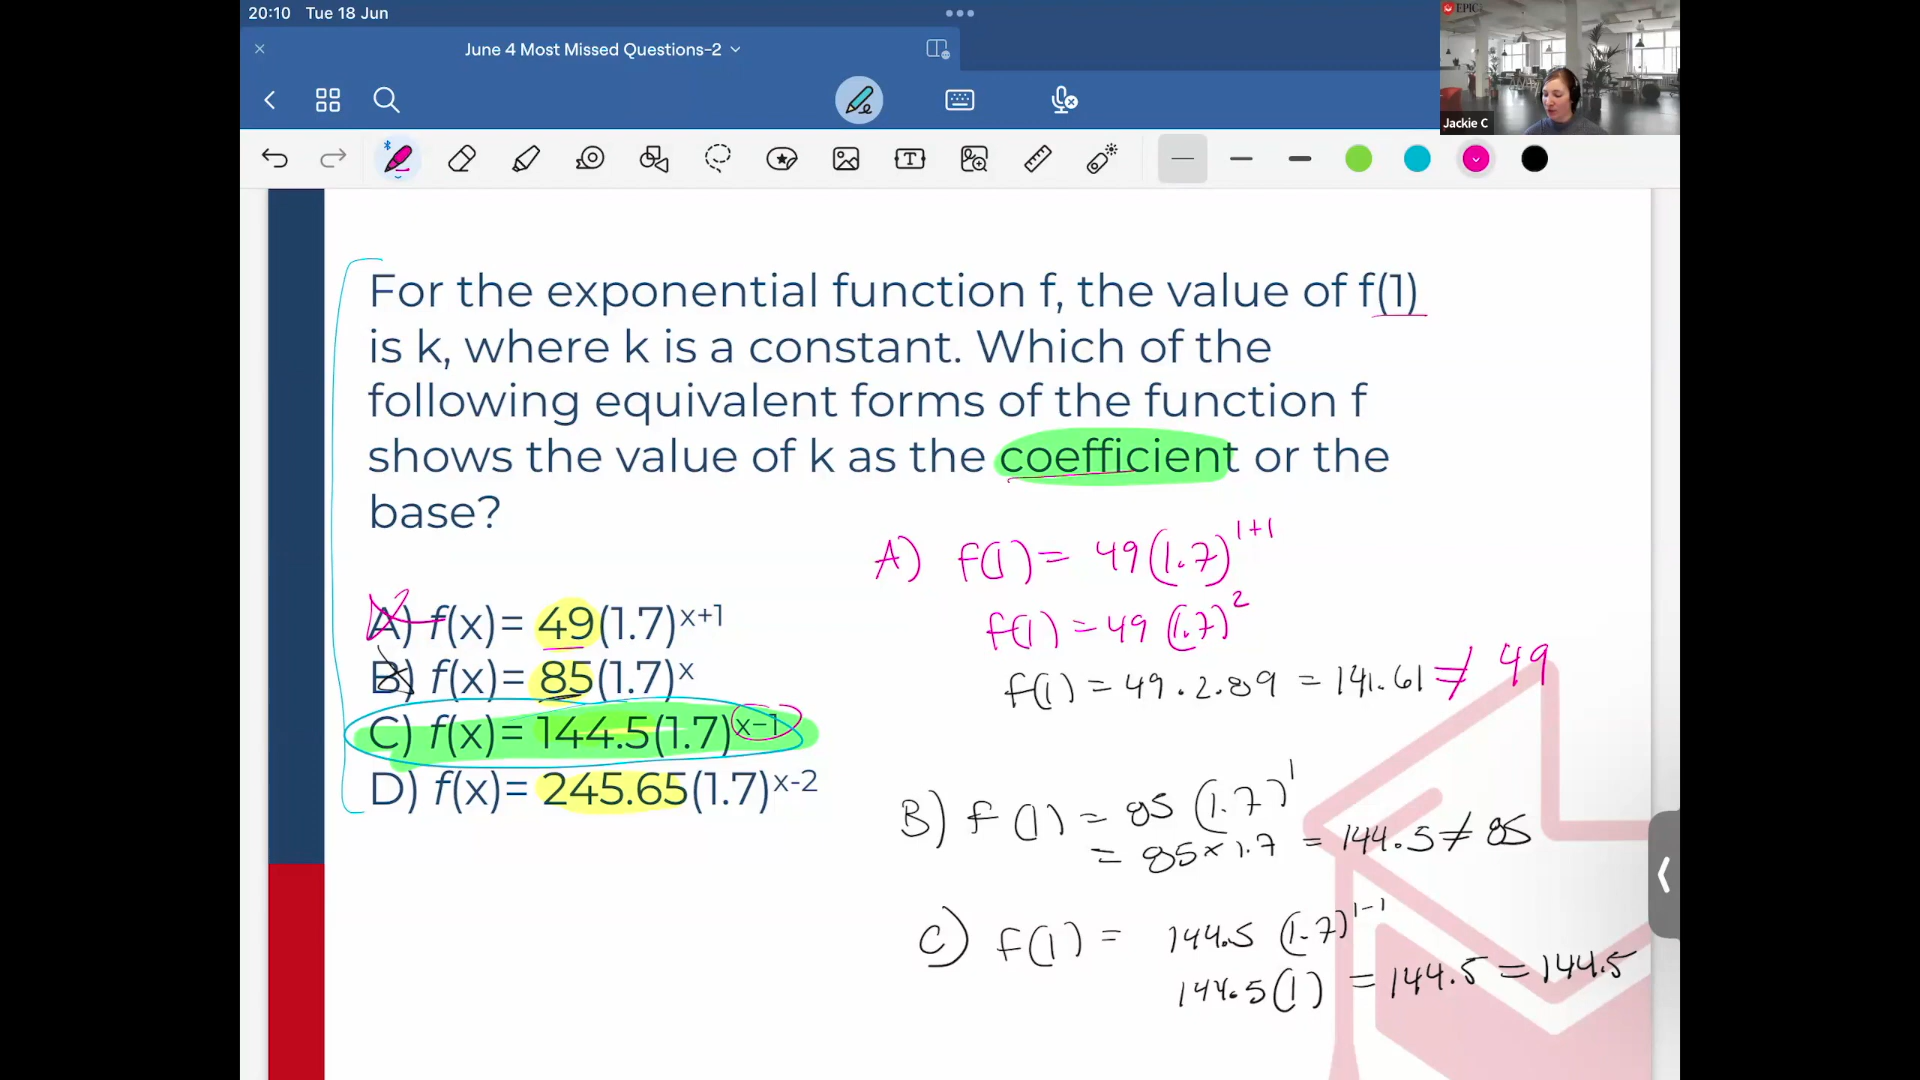 20:10 Tue 18 Jun
June 4 Most Missed Questions-2
EPIC
Jackie C
For the exponential function f, the value of f(1)
is k, where k is a constant. Which of the
following equivalent forms of the function f
shows the value of k as the coefficient or the
base?
A) f(x)= 49(1.7)^x+1
B) f(x)= 85(1.7)^x
C) f(x)= 144.5(1.7)^x−1
D) f(x)= 245.65(1.7)^x-2
A) f(1) = 49(1.7)^1+1
f(1) = 49 (1.7)^2
f(1) = 49 · 2.89 = 141.61 ≠ 49
B) f(1) = 85 (1.7)^1
= 85 × 1.7 = 144.5 ≠ 85
C) f(1) = 144.5 (1.7)^1-1
144.5(1) = 144.5 = 144.5